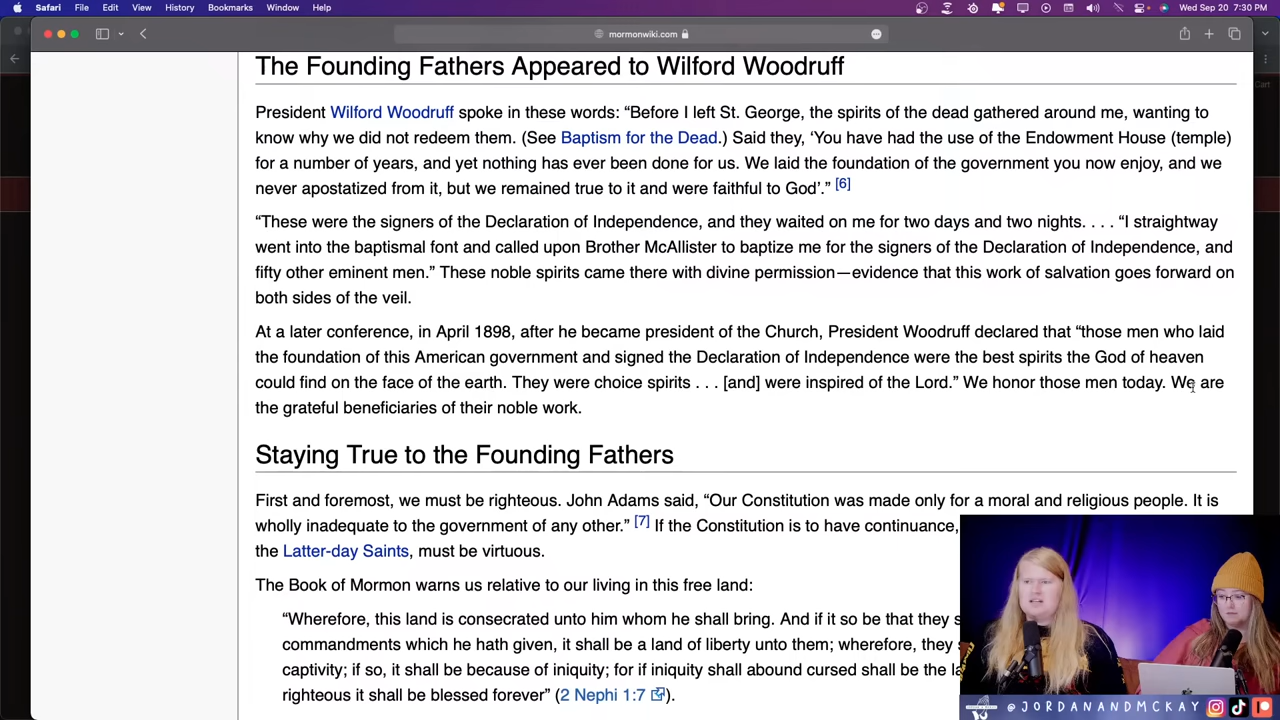 Safari File Edit View History Bookmarks Window Help Wed Sep 20 7:30 PM
mormonwiki.com
Cart
The Founding Fathers Appeared to Wilford Woodruff
President Wilford Woodruff spoke in these words: “Before I left St. George, the spirits of the dead gathered around me, wanting to
know why we did not redeem them. (See Baptism for the Dead.) Said they, ‘You have had the use of the Endowment House (temple)
for a number of years, and yet nothing has ever been done for us. We laid the foundation of the government you now enjoy, and we
never apostatized from it, but we remained true to it and were faithful to God’.” [6]
“These were the signers of the Declaration of Independence, and they waited on me for two days and two nights. . . . “I straightway
went into the baptismal font and called upon Brother McAllister to baptize me for the signers of the Declaration of Independence, and
fifty other eminent men.” These noble spirits came there with divine permission—evidence that this work of salvation goes forward on
both sides of the veil.
At a later conference, in April 1898, after he became president of the Church, President Woodruff declared that “those men who laid
the foundation of this American government and signed the Declaration of Independence were the best spirits the God of heaven
could find on the face of the earth. They were choice spirits . . . [and] were inspired of the Lord.” We honor those men today. We are
the grateful beneficiaries of their noble work.
Staying True to the Founding Fathers
First and foremost, we must be righteous. John Adams said, “Our Constitution was made only for a moral and religious people. It is
wholly inadequate to the government of any other.” [7] If the Constitution is to have continuance,
the Latter-day Saints, must be virtuous.
The Book of Mormon warns us relative to our living in this free land:
“Wherefore, this land is consecrated unto him whom he shall bring. And if it so be that they s
commandments which he hath given, it shall be a land of liberty unto them; wherefore, they
captivity; if so, it shall be because of iniquity; for if iniquity shall abound cursed shall be the la
righteous it shall be blessed forever” (2 Nephi 1:7).
@JORDANANDMCKAY